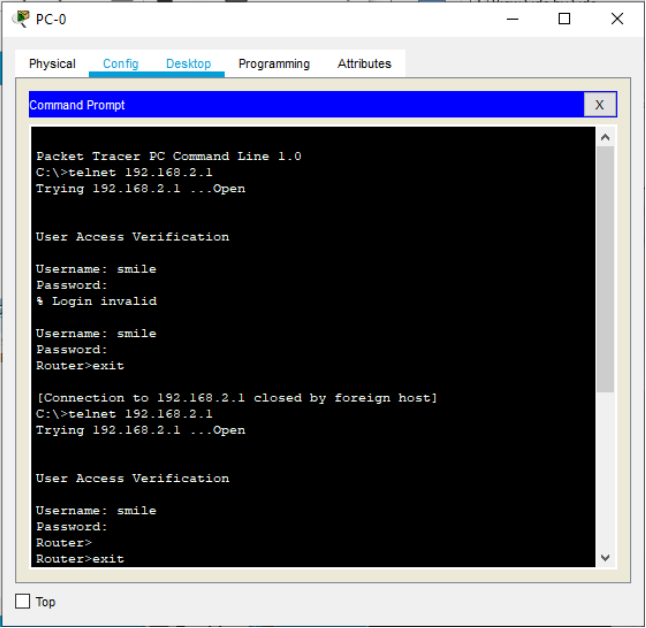 PC-0
Physical Config Desktop Programming Attributes
Command Prompt X
Packet Tracer PC Command Line 1.0
C:\>telnet 192.168.2.1
Trying 192.168.2.1 ...Open
User Access Verification
Username: smile
Password:
% Login invalid
Username: smile
Password:
Router>exit
[Connection to 192.168.2.1 closed by foreign host]
C:\>telnet 192.168.2.1
Trying 192.168.2.1 ...Open
User Access Verification
Username: smile
Password:
Router>
Router>exit
Top